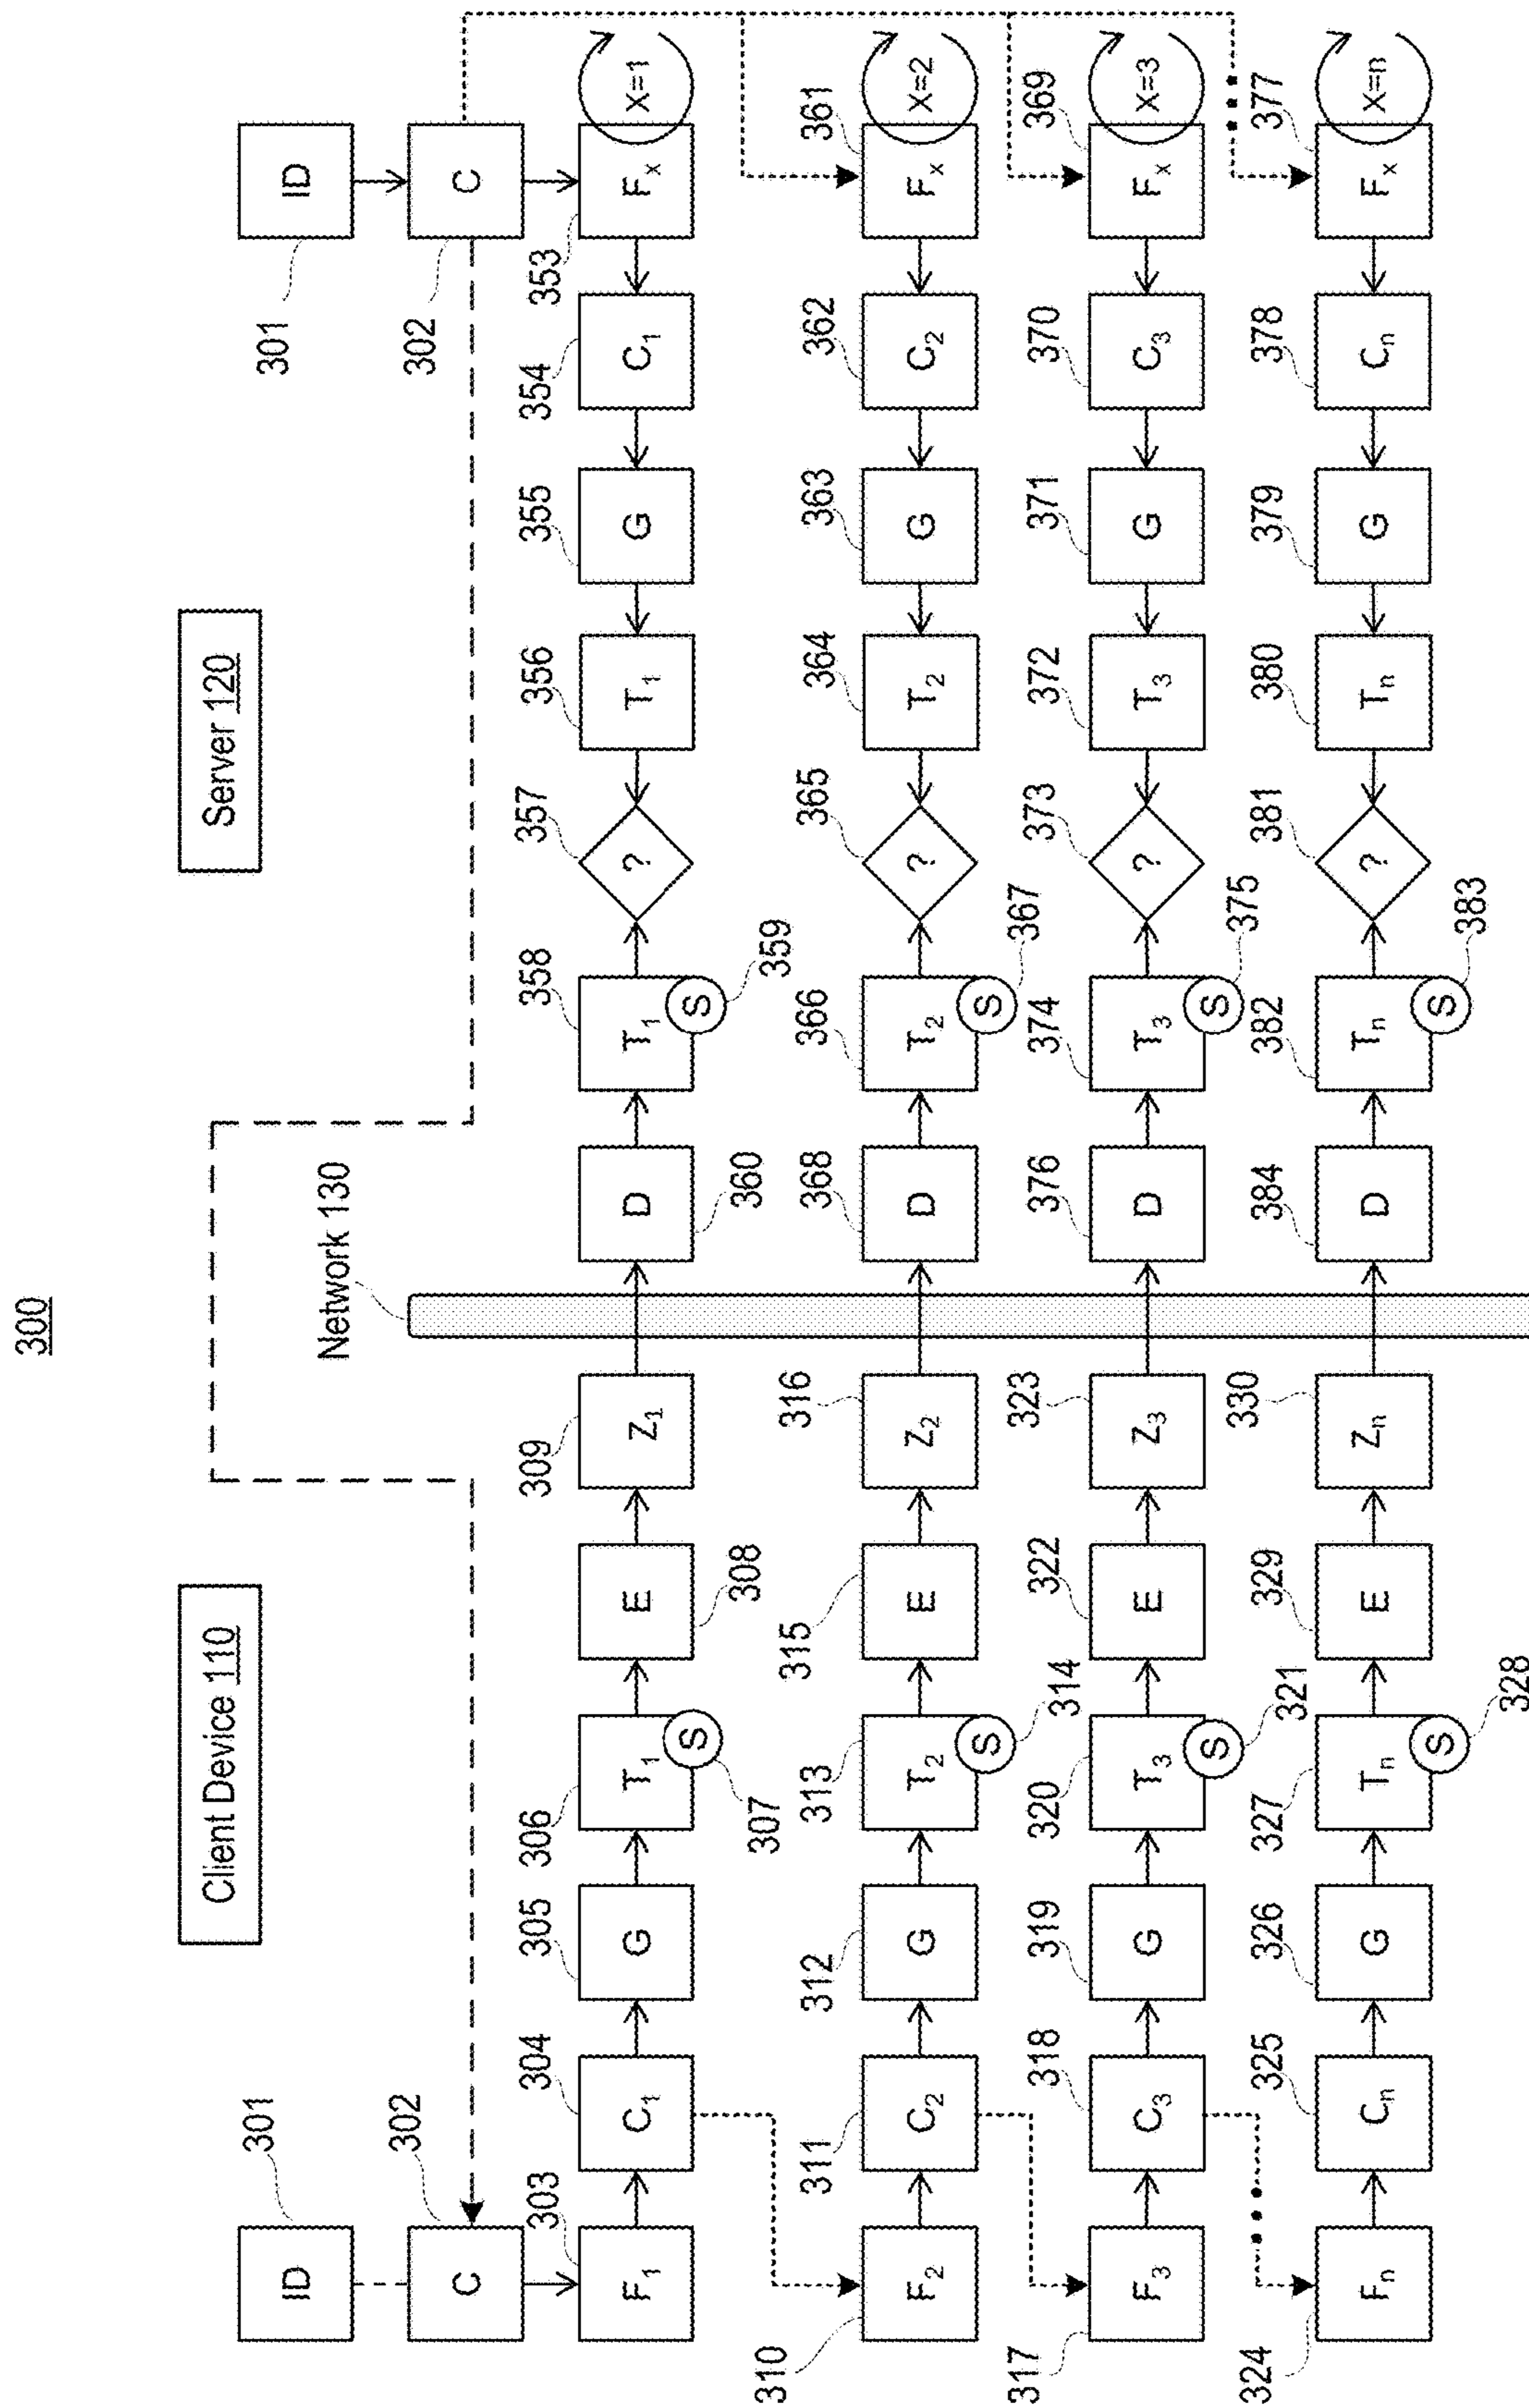 300
Client Device 110
Server 120
Network 130
301
ID
302
C
303
F1
304
C1
305
G
306
T1
S
307
E
308
309
Z1
D
360
358
T1
S
359
357
?
356
T1
355
G
354
C1
353
Fx
X=1
ID
301
C
302
310
F2
311
C2
312
G
313
T2
S
314
315
E
316
Z2
368
D
366
T2
S
367
365
?
364
T2
363
G
362
C2
361
Fx
X=2
317
F3
318
C3
319
G
320
T3
S
321
322
E
323
Z3
376
D
374
T3
S
375
373
?
372
T3
371
G
370
C3
369
Fx
X=3
324
Fn
325
Cn
326
G
327
Tn
S
328
329
E
330
Zn
384
D
382
Tn
S
383
381
?
380
Tn
379
G
378
Cn
377
Fx
X=n